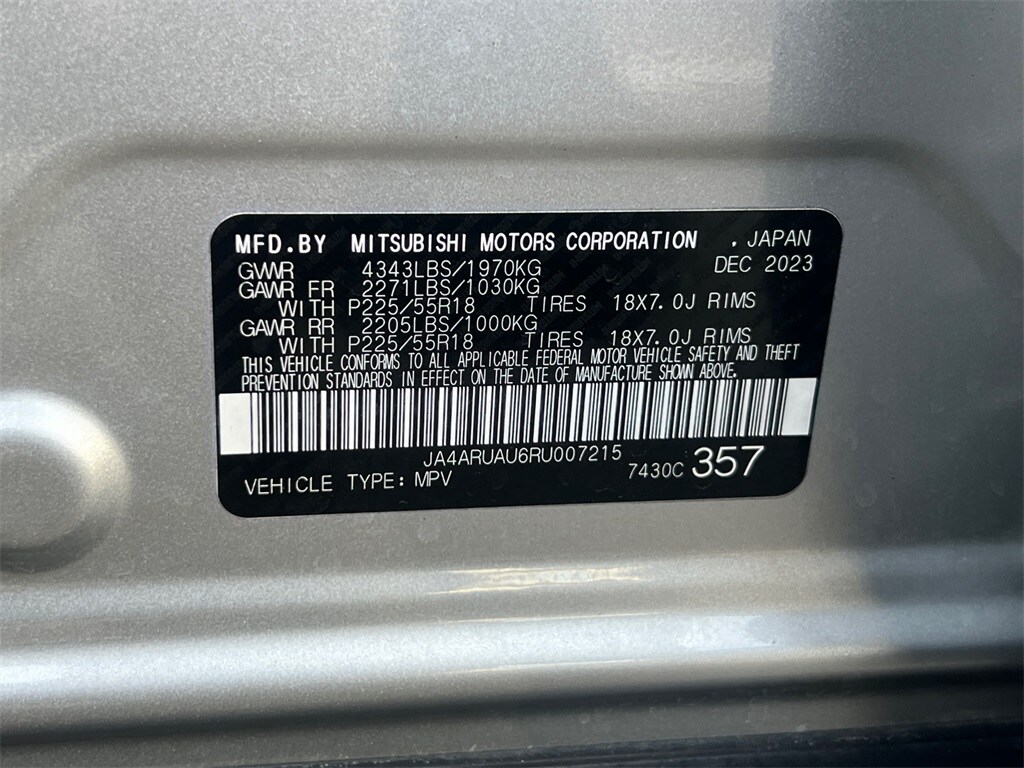 MFD.BY MITSUBISHI MOTORS CORPORATION . JAPAN
GVWR 4343LBS/1970KG DEC 2023
GAWR FR 2271LBS/1030KG
WITH P225/55R18 TIRES 18X7.0J RIMS
GAWR RR 2205LBS/1000KG
WITH P225/55R18 TIRES 18X7.0J RIMS
THIS VEHICLE CONFORMS TO ALL APPLICABLE FEDERAL MOTOR VEHICLE SAFETY AND THEFT
PREVENTION STANDARDS IN EFFECT ON THE DATE OF MANUFACTURE SHOWN ABOVE.
JA4ARUAU6RU007215
VEHICLE TYPE: MPV 7430C 357